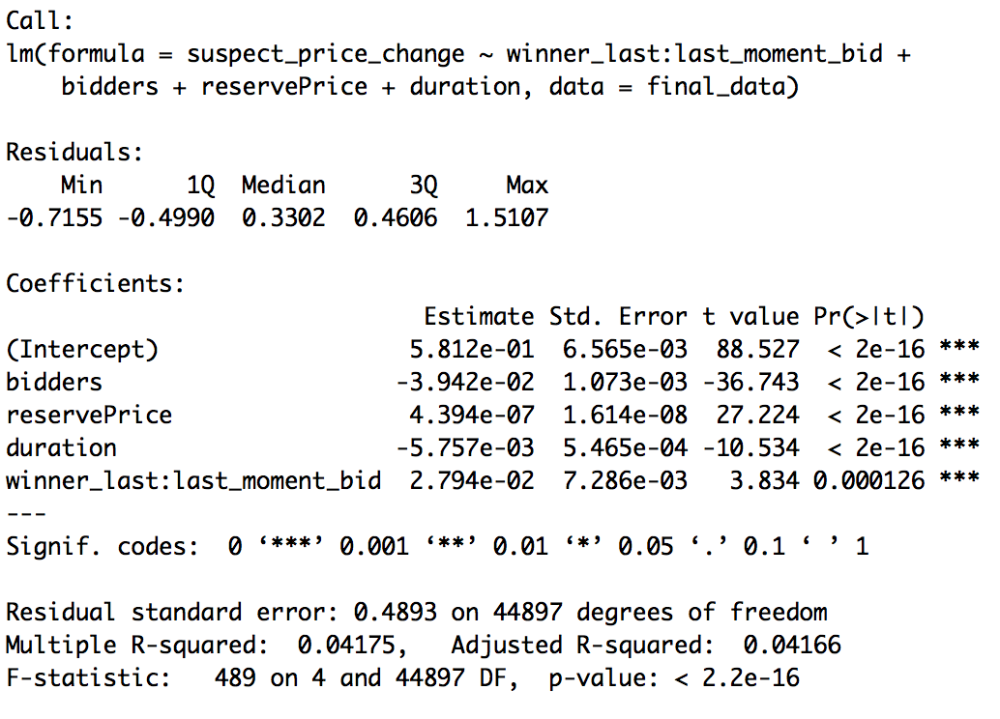 Call:
lm(formula = suspect_price_change ~ winner_last:last_moment_bid +
    bidders + reservePrice + duration, data = final_data)

Residuals:
    Min      1Q  Median      3Q     Max
-0.7155 -0.4990  0.3302  0.4606  1.5107

Coefficients:
                              Estimate Std. Error t value Pr(>|t|)
(Intercept)                  5.812e-01  6.565e-03  88.527  < 2e-16 ***
bidders                     -3.942e-02  1.073e-03 -36.743  < 2e-16 ***
reservePrice                 4.394e-07  1.614e-08  27.224  < 2e-16 ***
duration                    -5.757e-03  5.465e-04 -10.534  < 2e-16 ***
winner_last:last_moment_bid  2.794e-02  7.286e-03   3.834 0.000126 ***
---
Signif. codes:  0 ‘***’ 0.001 ‘**’ 0.01 ‘*’ 0.05 ‘.’ 0.1 ‘ ’ 1

Residual standard error: 0.4893 on 44897 degrees of freedom
Multiple R-squared:  0.04175,   Adjusted R-squared:  0.04166
F-statistic:   489 on 4 and 44897 DF,  p-value: < 2.2e-16